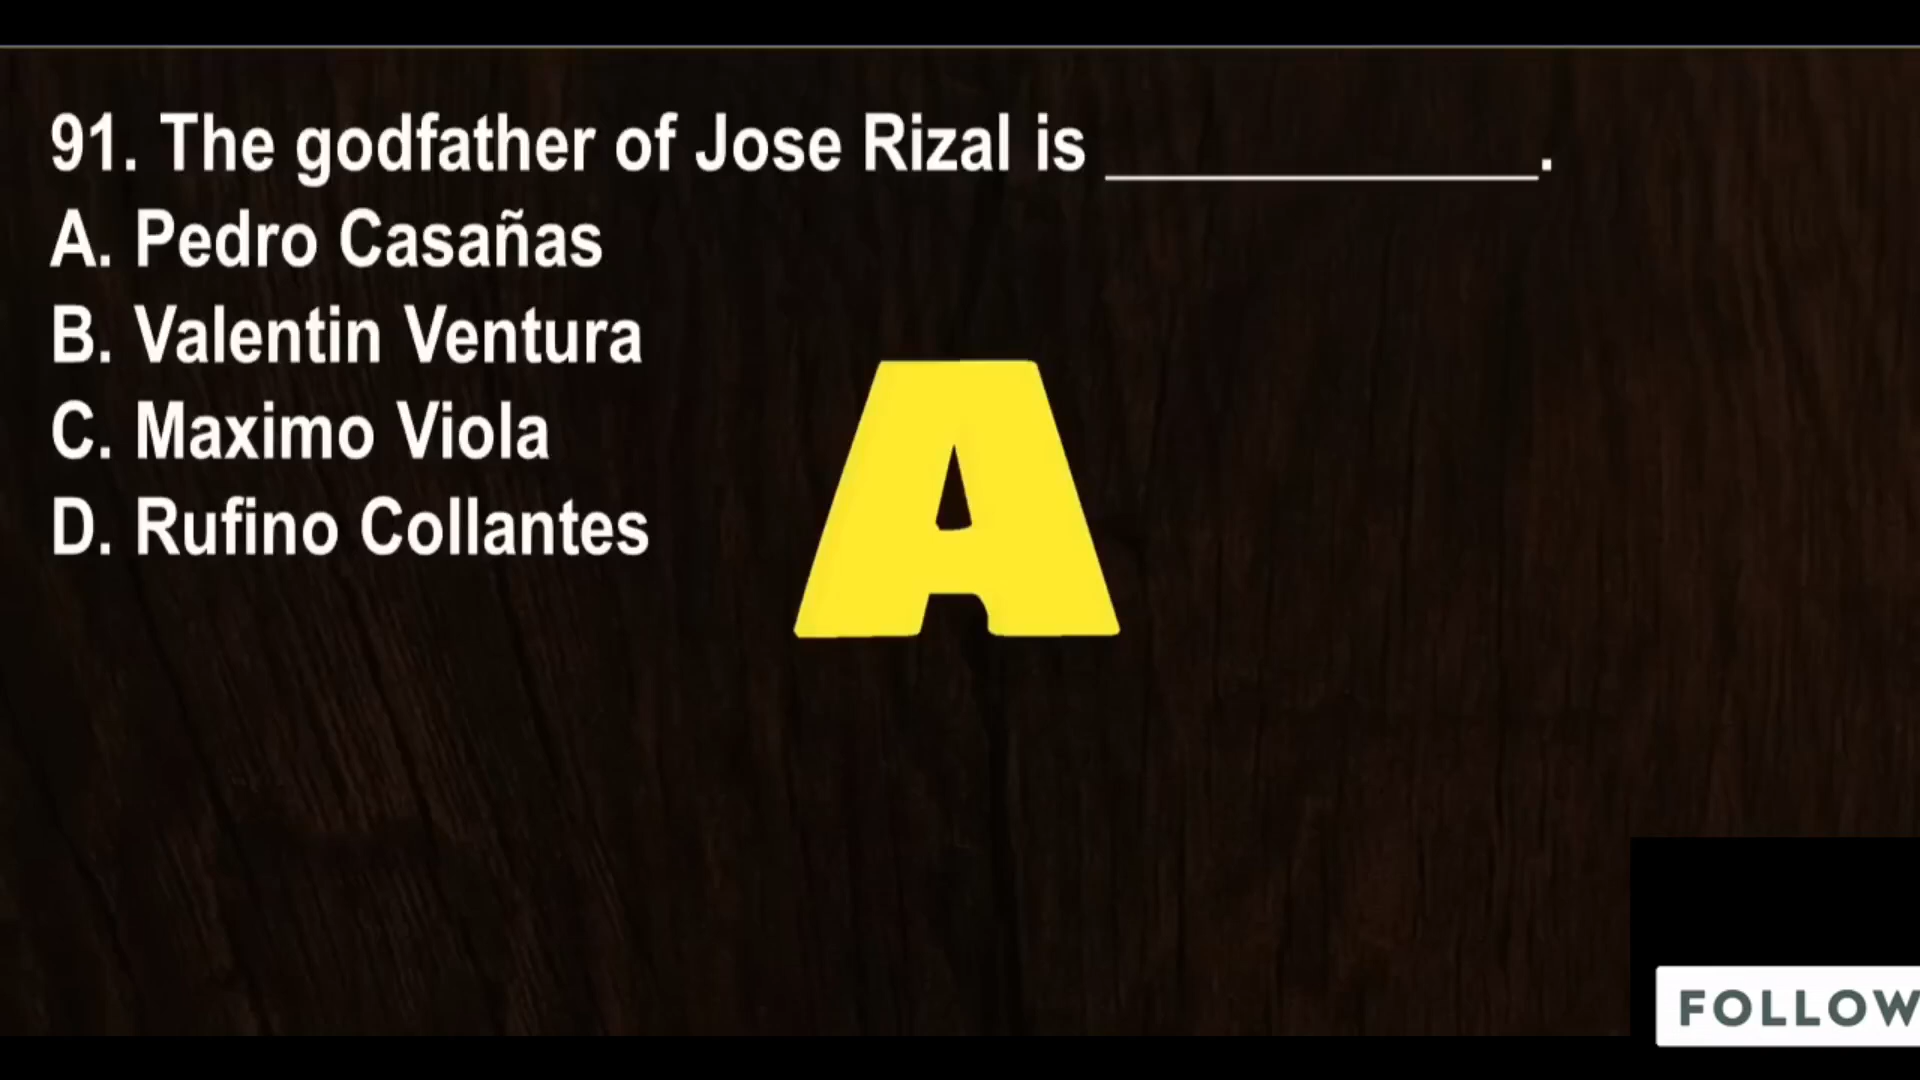 91. The godfather of Jose Rizal is ____________.
A. Pedro Casañas
B. Valentin Ventura
C. Maximo Viola
D. Rufino Collantes
A
FOLLOW